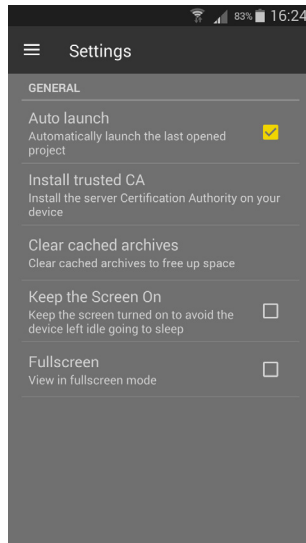 83% 16:24
Settings
GENERAL
Auto launch
Automatically launch the last opened
project
Install trusted CA
Install the server Certification Authority on your
device
Clear cached archives
Clear cached archives to free up space
Keep the Screen On
Keep the screen turned on to avoid the
device left idle going to sleep
Fullscreen
View in fullscreen mode